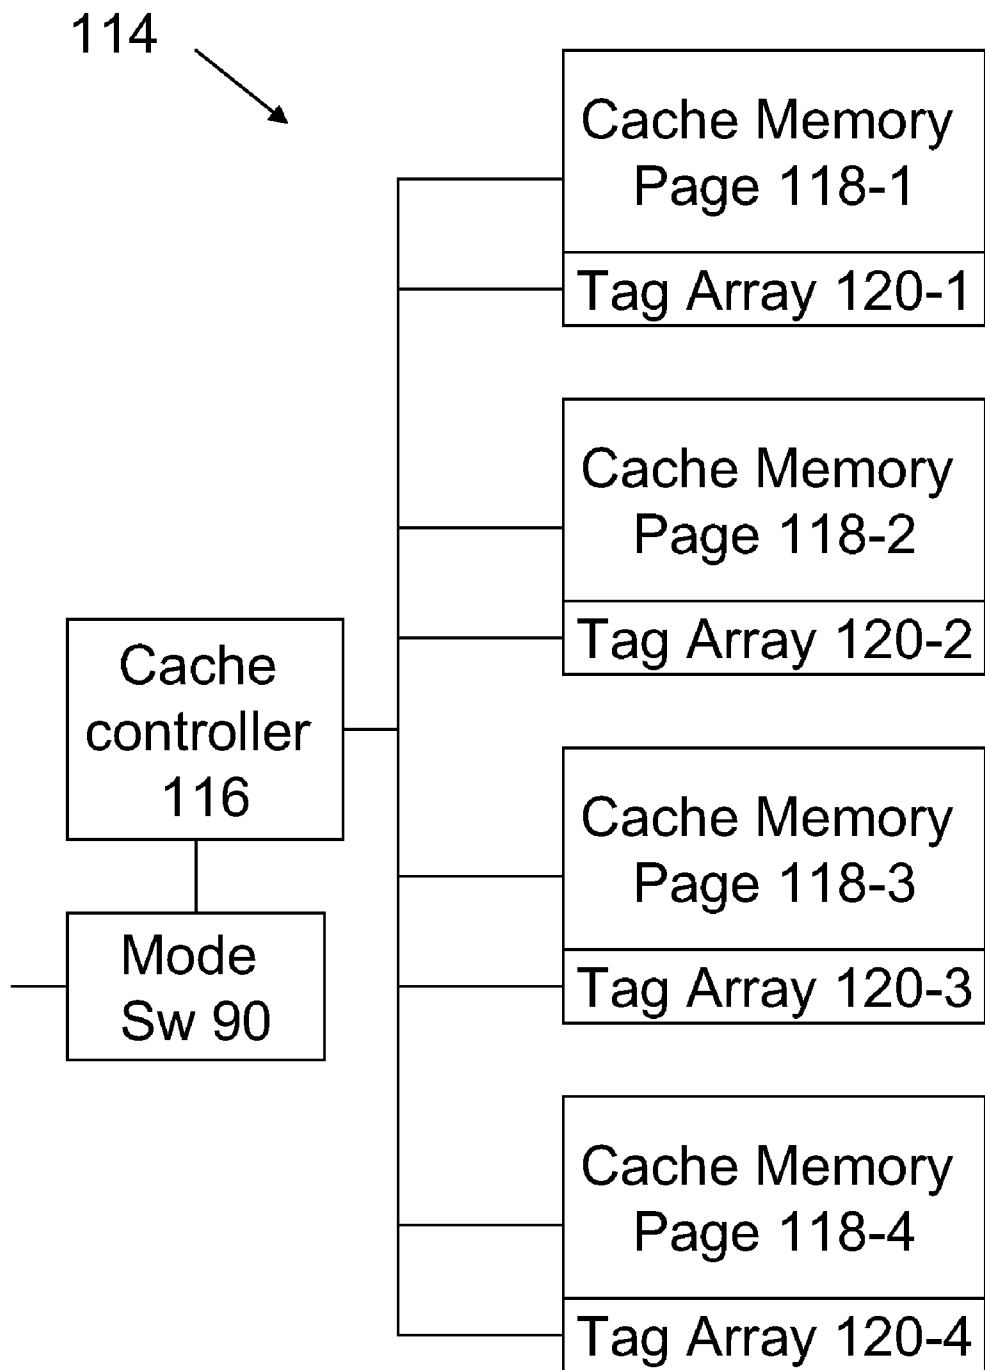 114
Cache Memory
Page 118-1
Tag Array 120-1
Cache Memory
Page 118-2
Tag Array 120-2
Cache
controller
116
Mode
Sw 90
Cache Memory
Page 118-3
Tag Array 120-3
Cache Memory
Page 118-4
Tag Array 120-4